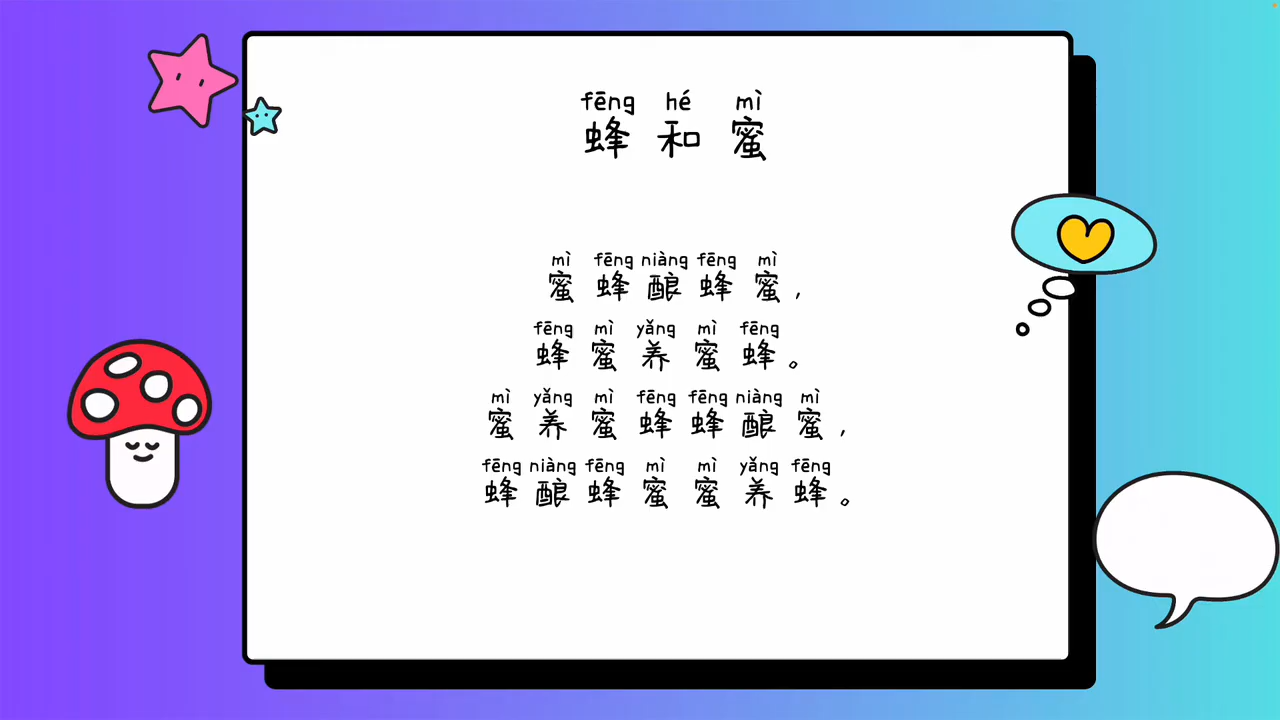 fēng hé mì
蜂和蜜
mì fēng niàng fēng mì
蜜蜂酿蜂蜜，
fēng mì yǎng mì fēng
蜂蜜养蜜蜂。
mì yǎng mì fēng fēng niàng mì
蜜养蜜蜂蜂酿蜜，
fēng niàng fēng mì mì yǎng fēng
蜂酿蜂蜜蜜养蜂。